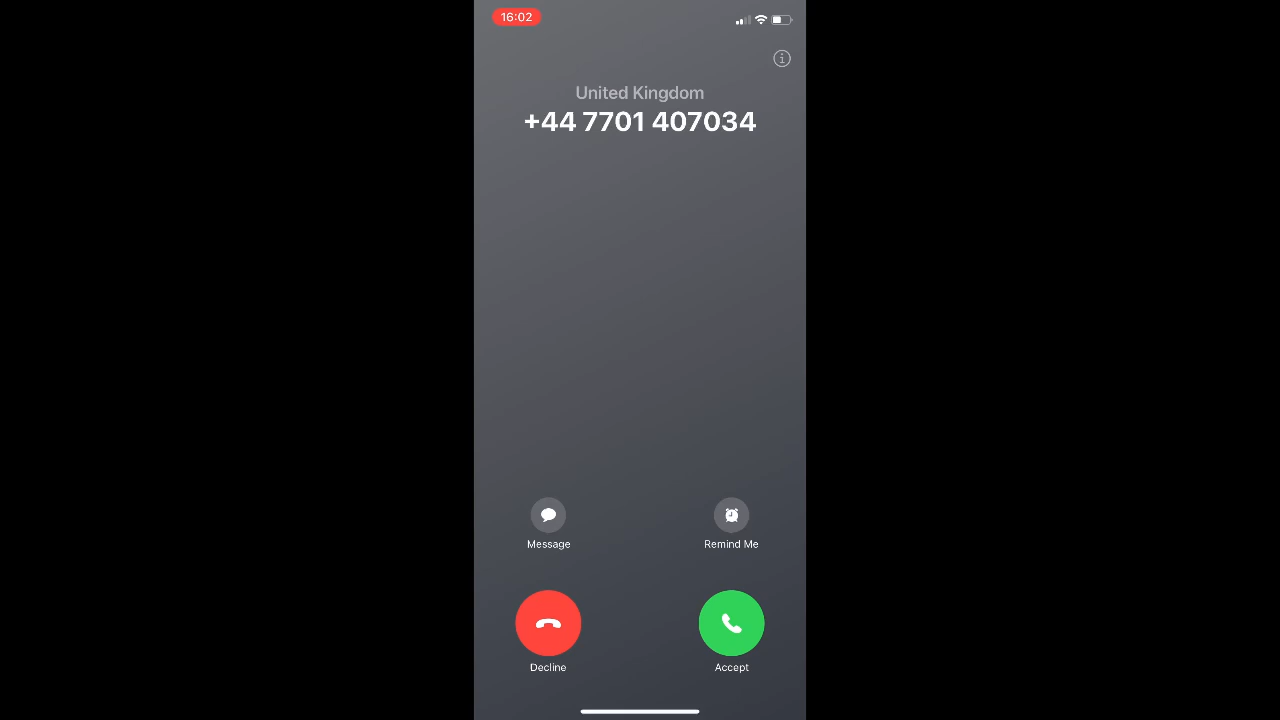 16:02
United Kingdom
+44 7701 407034
Message
Remind Me
Decline
Accept